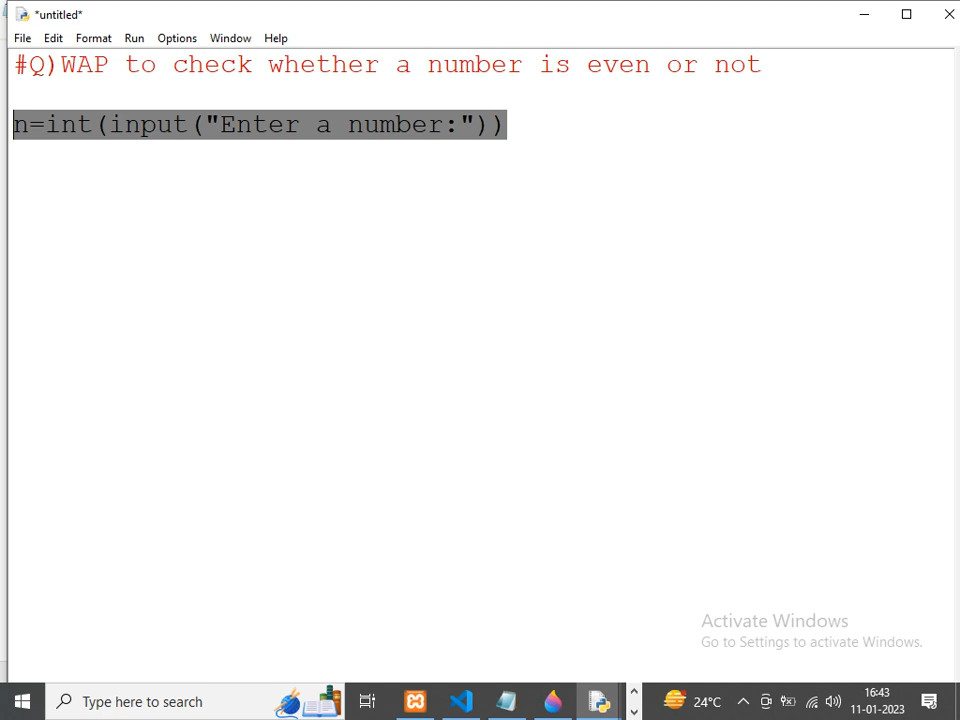 *untitled*
File Edit Format Run Options Window Help
#Q)WAP to check whether a number is even or not
n=int(input("Enter a number:"))
Activate Windows
Go to Settings to activate Windows.
Type here to search
24°C
16:43
11-01-2023